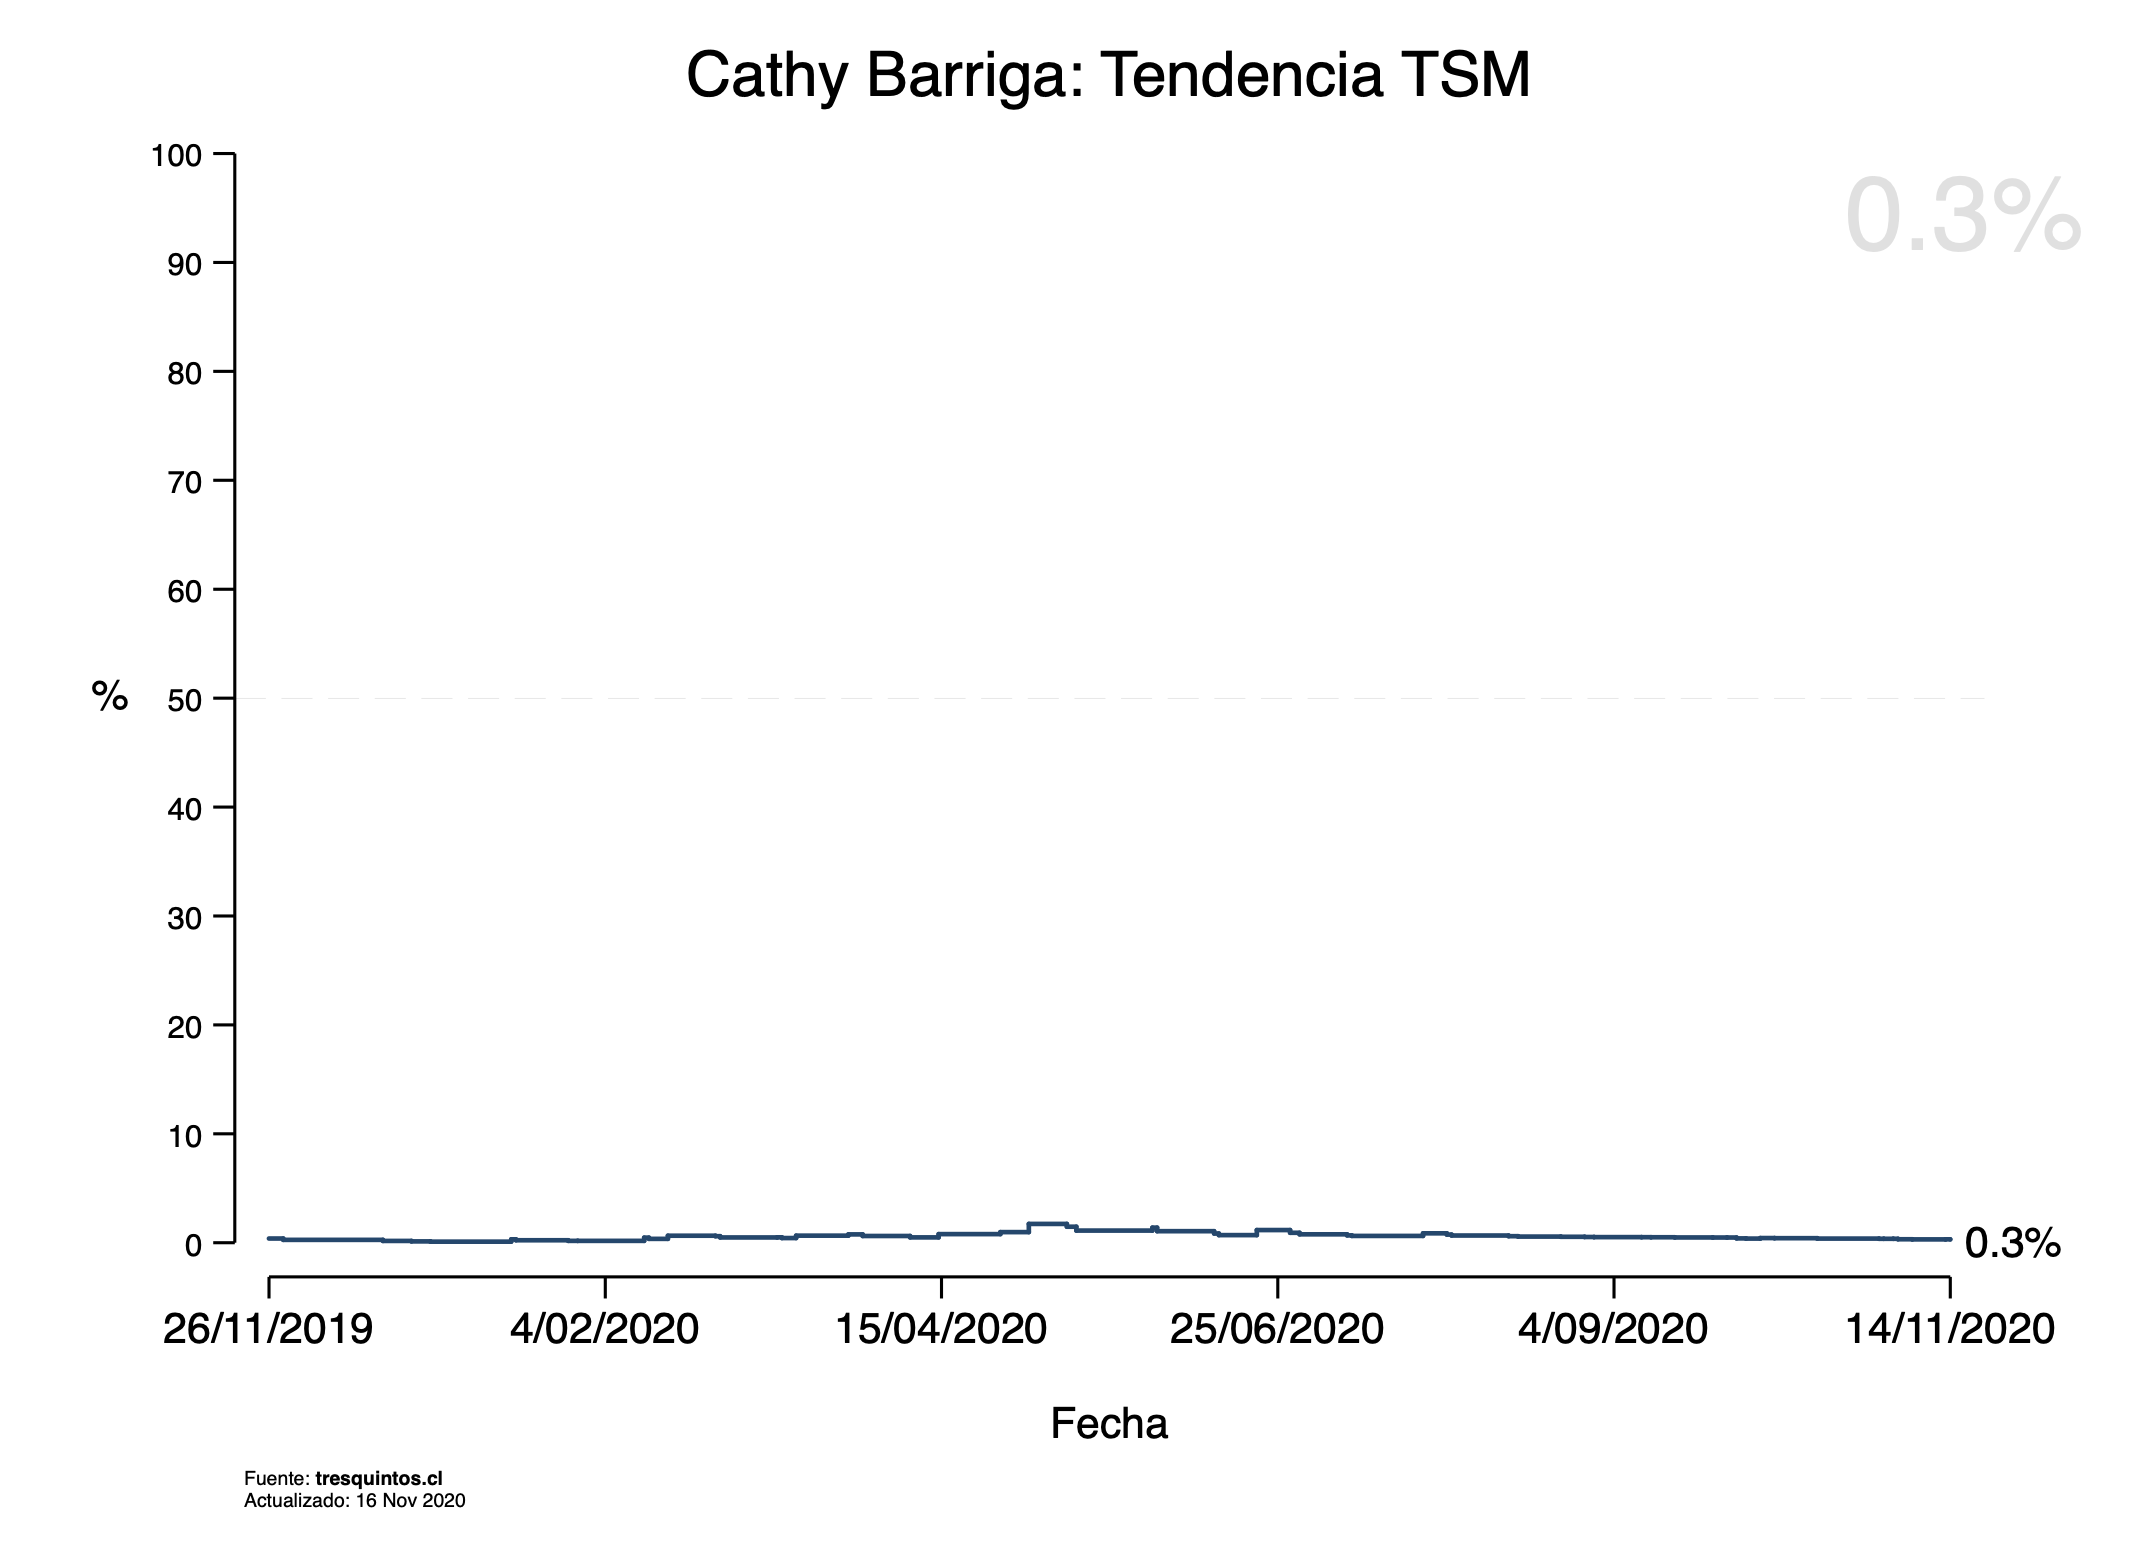 Cathy Barriga: Tendencia TSM
0.3%
100
90
80
70
60
50
40
30
20
10
0
%
0.3%
26/11/2019 4/02/2020 15/04/2020 25/06/2020 4/09/2020 14/11/2020
Fecha
Fuente: tresquintos.cl
Actualizado: 16 Nov 2020